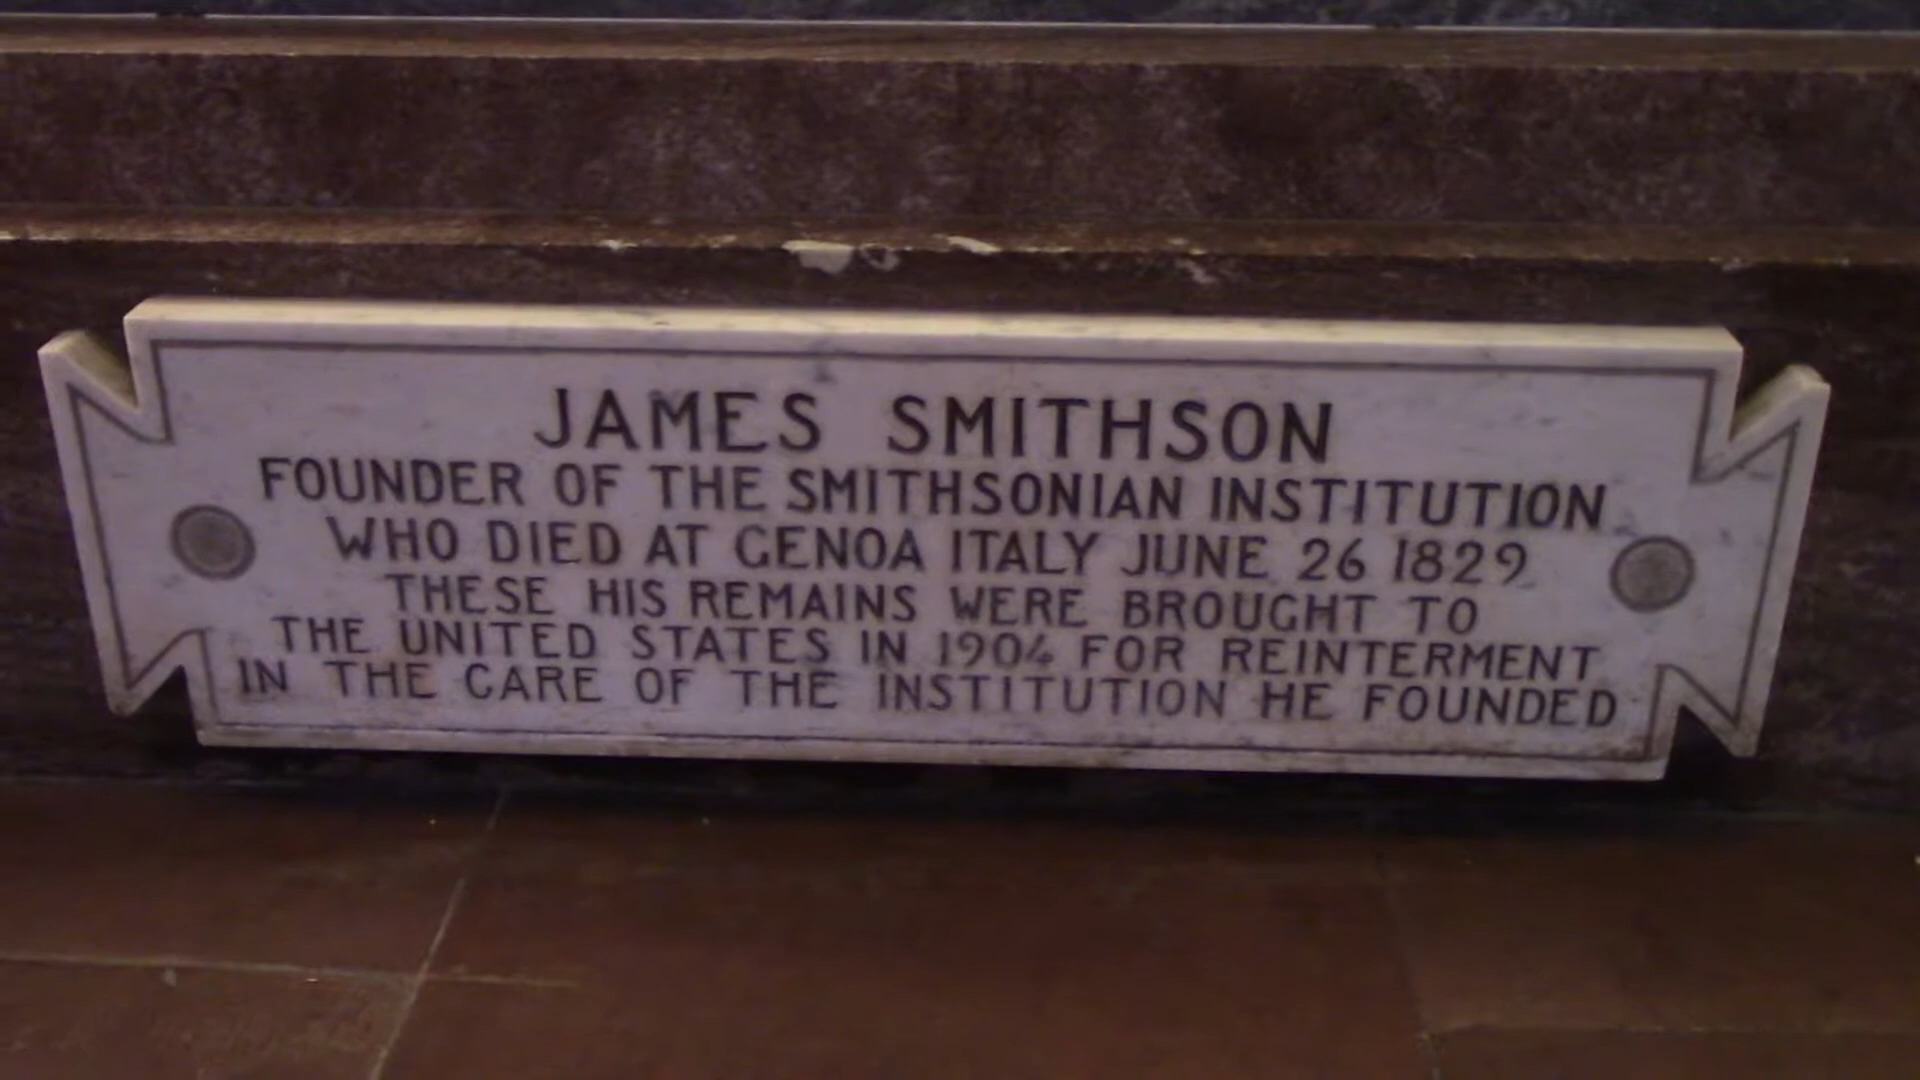 JAMES SMITHSON
FOUNDER OF THE SMITHSONIAN INSTITUTION
WHO DIED AT GENOA ITALY JUNE 26 1829
THESE HIS REMAINS WERE BROUGHT TO
THE UNITED STATES IN 1904 FOR REINTERMENT
IN THE CARE OF THE INSTITUTION HE FOUNDED